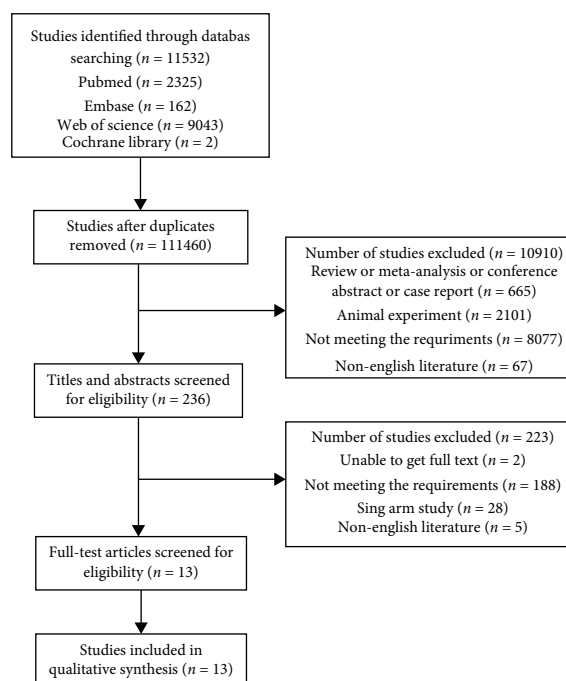 Studies identified through databas
searching (n = 11532)
Pubmed (n = 2325)
Embase (n = 162)
Web of science (n = 9043)
Cochrane library (n = 2)
Studies after duplicates
removed (n = 111460)
Number of studies excluded (n = 10910)
Review or meta-analysis or conference
abstract or case report (n = 665)
Animal experiment (n = 2101)
Not meeting the requriments (n = 8077)
Non-english literature (n = 67)
Titles and abstracts screened
for eligibility (n = 236)
Number of studies excluded (n = 223)
Unable to get full text (n = 2)
Not meeting the requirements (n = 188)
Sing arm study (n = 28)
Non-english literature (n = 5)
Full-test articles screened for
eligibility (n = 13)
Studies included in
qualitative synthesis (n = 13)